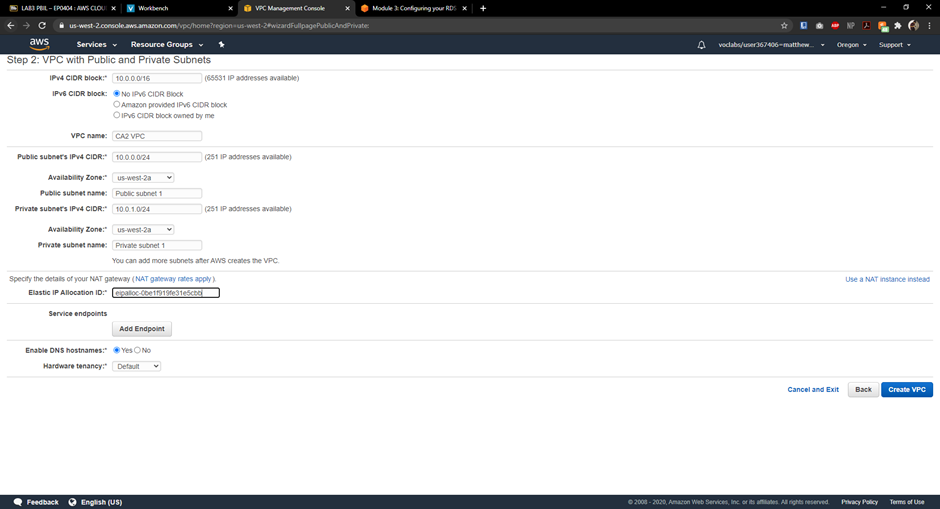 LAB3 PBIL – EP0404 : AWS CLOU
Workbench
VPC Management Console
Module 3: Configuring your RDS
us-west-2.console.aws.amazon.com/vpc/home?region=us-west-2#wizardFullpagePublicAndPrivate:
aws Services Resource Groups voclabs/user367406=matthew... Oregon Support
Step 2: VPC with Public and Private Subnets
IPv4 CIDR block:* 10.0.0.0/16 (65531 IP addresses available)
IPv6 CIDR block: No IPv6 CIDR Block
Amazon provided IPv6 CIDR block
IPv6 CIDR block owned by me
VPC name: CA2 VPC
Public subnet's IPv4 CIDR:* 10.0.0.0/24 (251 IP addresses available)
Availability Zone:* us-west-2a
Public subnet name: Public subnet 1
Private subnet's IPv4 CIDR:* 10.0.1.0/24 (251 IP addresses available)
Availability Zone:* us-west-2a
Private subnet name: Private subnet 1
You can add more subnets after AWS creates the VPC.
Specify the details of your NAT gateway (NAT gateway rates apply). Use a NAT instance instead
Elastic IP Allocation ID:* eipalloc-0be1f919fe31e5cbb
Service endpoints
Add Endpoint
Enable DNS hostnames:* Yes No
Hardware tenancy:* Default
Cancel and Exit Back Create VPC
Feedback English (US) © 2008 - 2020, Amazon Web Services, Inc. or its affiliates. All rights reserved. Privacy Policy Terms of Use